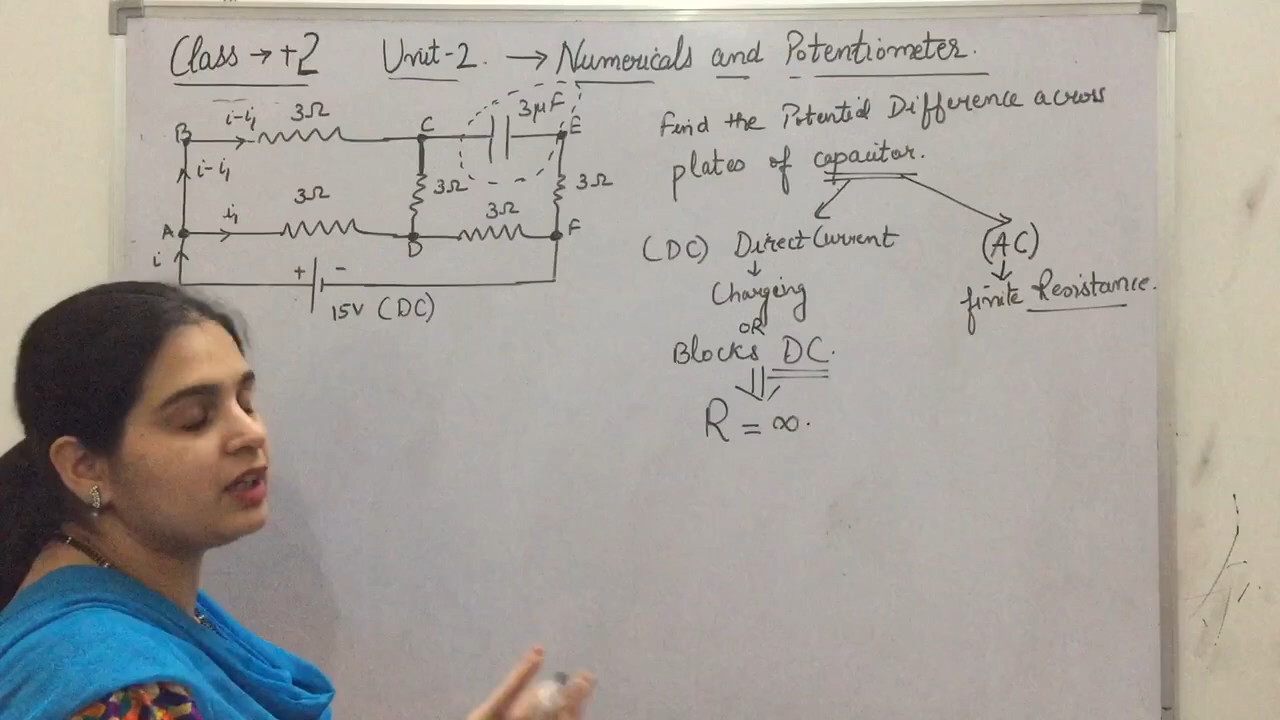 Class → +2 Unit-2. → Numericals and Potentiometer.
Find the Potential Difference across
plates of capacitor.
(DC) Direct Current
(AC)
Charging
finite Resistance.
OR
Blocks DC.
R = ∞.
i-i₁ 3Ω 3μF
B C E
i-i₁ 3Ω 3Ω
i₁ 3Ω 3Ω
A D F
i + -
15V (DC)